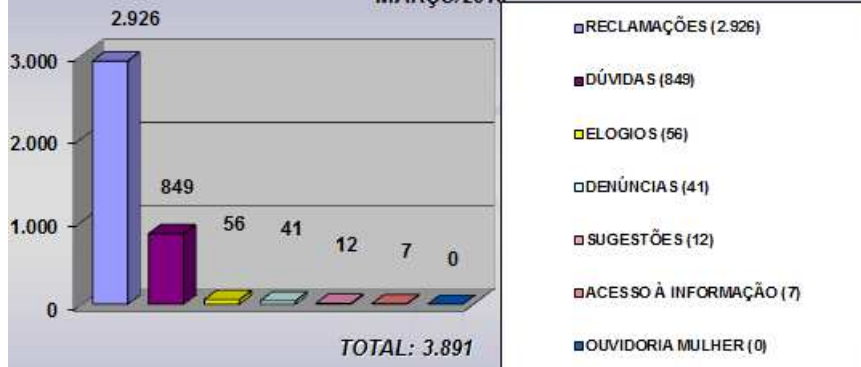 2.926
3.000
2.000
849
1.000
56
41
12
7
0
0
TOTAL: 3.891
RECLAMAÇÕES (2.926)
DÚVIDAS (849)
ELOGIOS (56)
DENÚNCIAS (41)
SUGESTÕES (12)
ACESSO À INFORMAÇÃO (7)
OUVIDORIA MULHER (0)